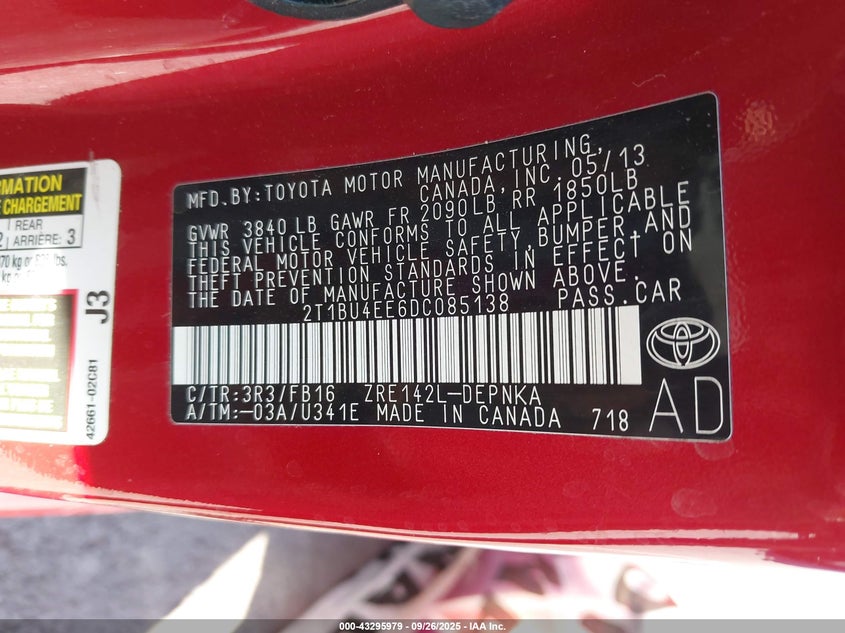 MFD.BY:TOYOTA MOTOR MANUFACTURING,
CANADA,INC. 05/13
GVWR 3840 LB GAWR FR 2090LB RR 1850LB
THIS VEHICLE CONFORMS TO ALL APPLICABLE
FEDERAL MOTOR VEHICLE SAFETY,BUMPER,AND
THEFT PREVENTION STANDARDS IN EFFECT ON
THE DATE OF MANUFACTURE SHOWN ABOVE.
2T1BU4EE6DC085138 PASS.CAR
C/TR:3R3/FB16 ZRE142L-DEPNKA
A/TM:-03A/U341E MADE IN CANADA 718
AD
RMATION
CHARGEMENT
REAR
ARRIÈRE: 3
J3
42661-02C81
000-43295979 - 09/26/2025 - IAA Inc.